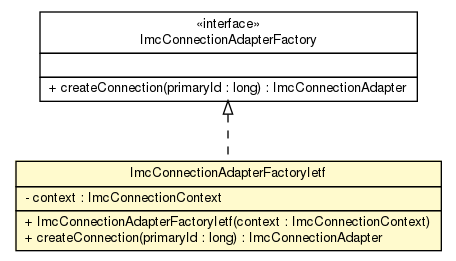 «interface»
ImcConnectionAdapterFactory
+ createConnection(primaryId : long) : ImcConnectionAdapter
ImcConnectionAdapterFactoryIetf
- context : ImcConnectionContext
+ ImcConnectionAdapterFactoryIetf(context : ImcConnectionContext)
+ createConnection(primaryId : long) : ImcConnectionAdapter